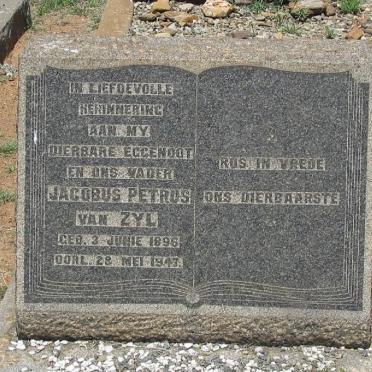 IN LIEFDEVOLLE
HERINNERING
AAN MY
DIERBARE EGGENOOT
EN ONS VADER
JACOBUS PETRUS
VAN ZYL
GEB. 3 JUNIE 1896
OORL. 28 MEI 1947.
RUS IN VREDE
ONS DIERBAARSTE